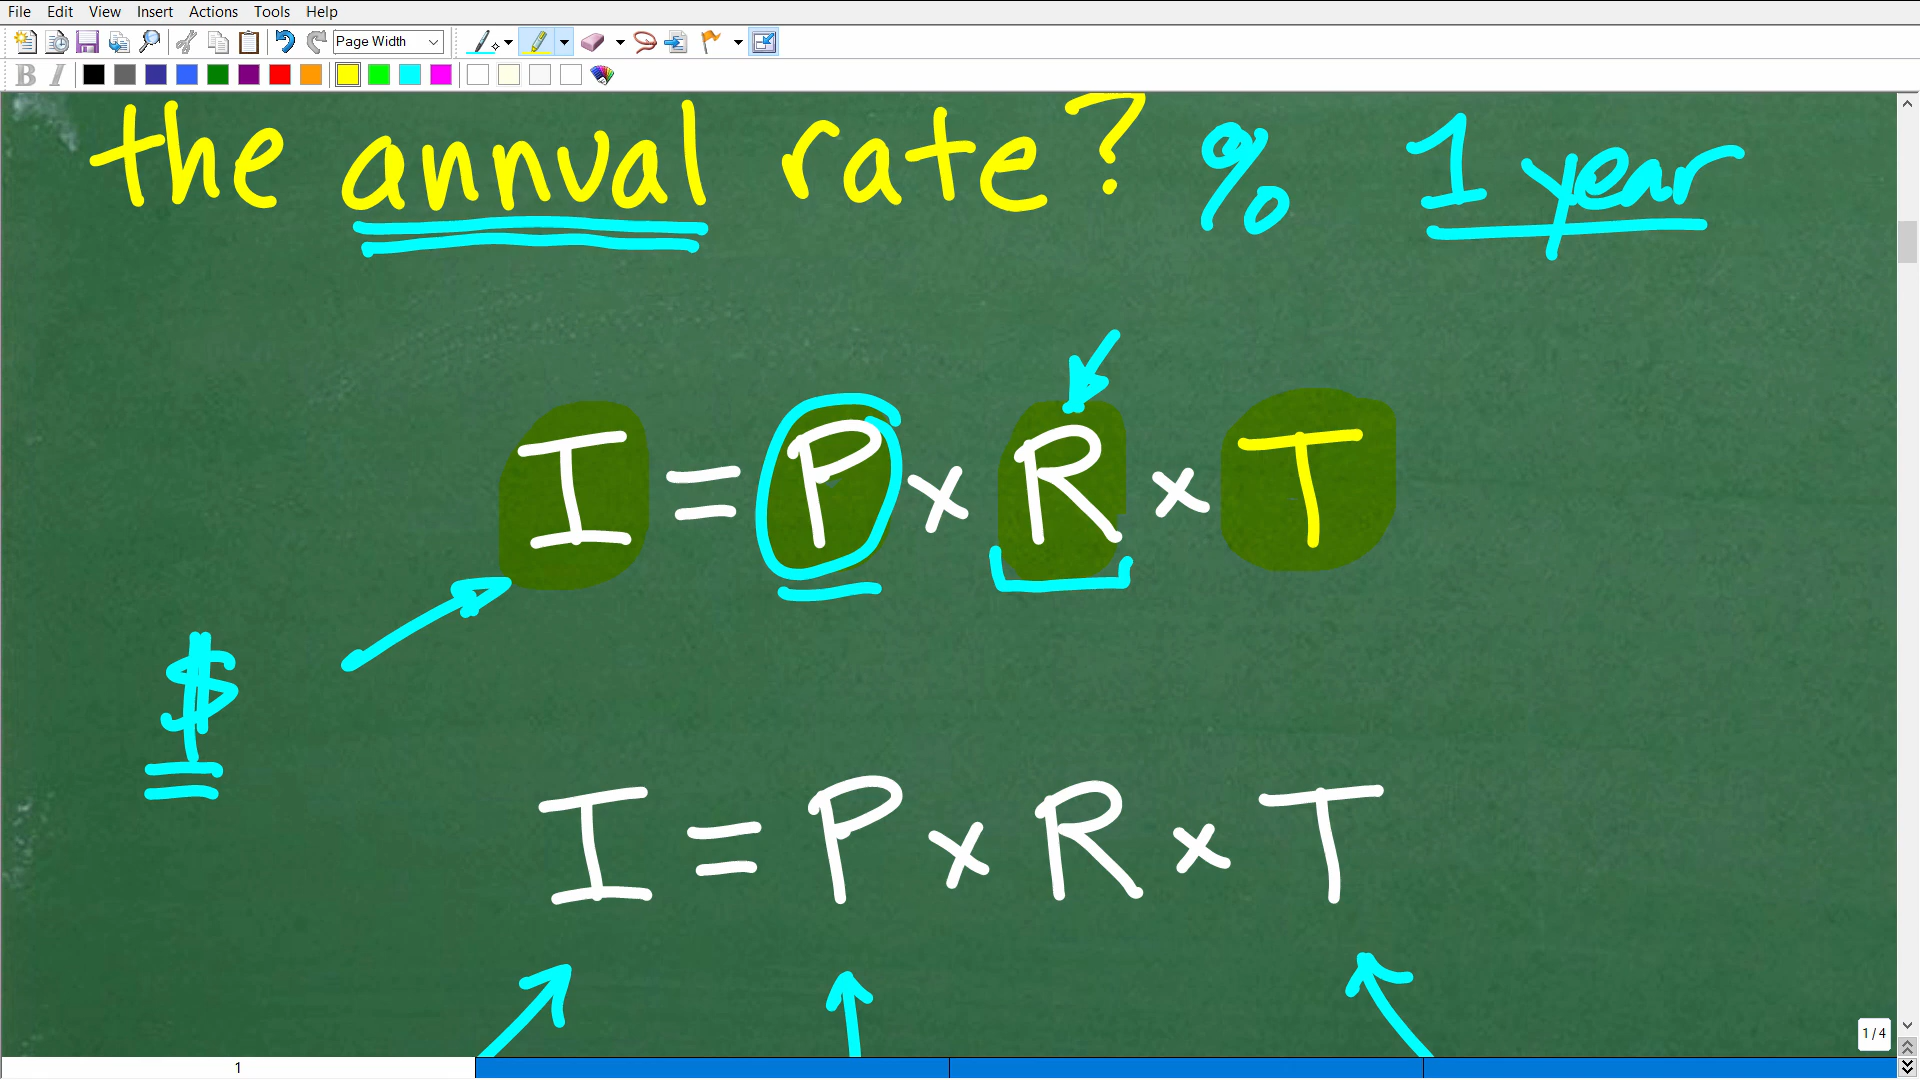 File Edit View Insert Actions Tools Help
Page Width
B I
the annual rate? % 1 year
I = P × R × T
$
I = P × R × T
1 / 4
1